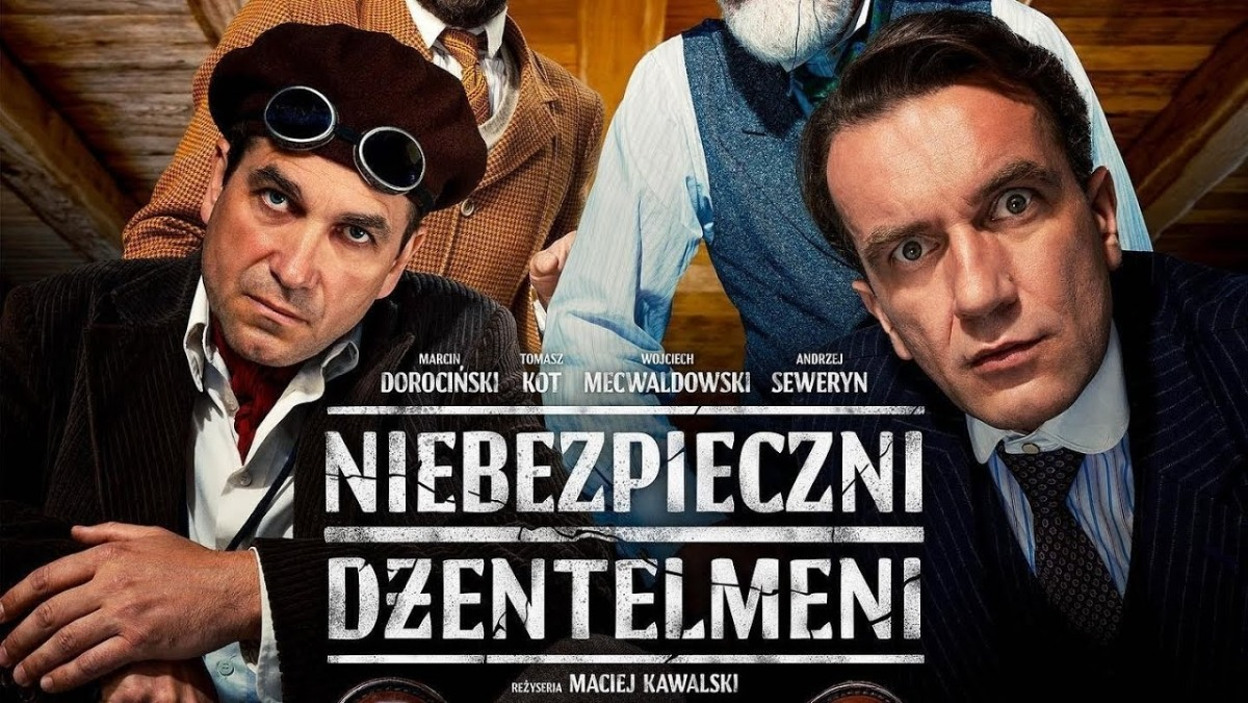 MARCIN DOROCIŃSKI TOMASZ KOT WOJCIECH MECWALDOWSKI ANDRZEJ SEWERYN
NIEBEZPIECZNI
DŻENTELMENI
REŻYSERIA MACIEJ KAWALSKI